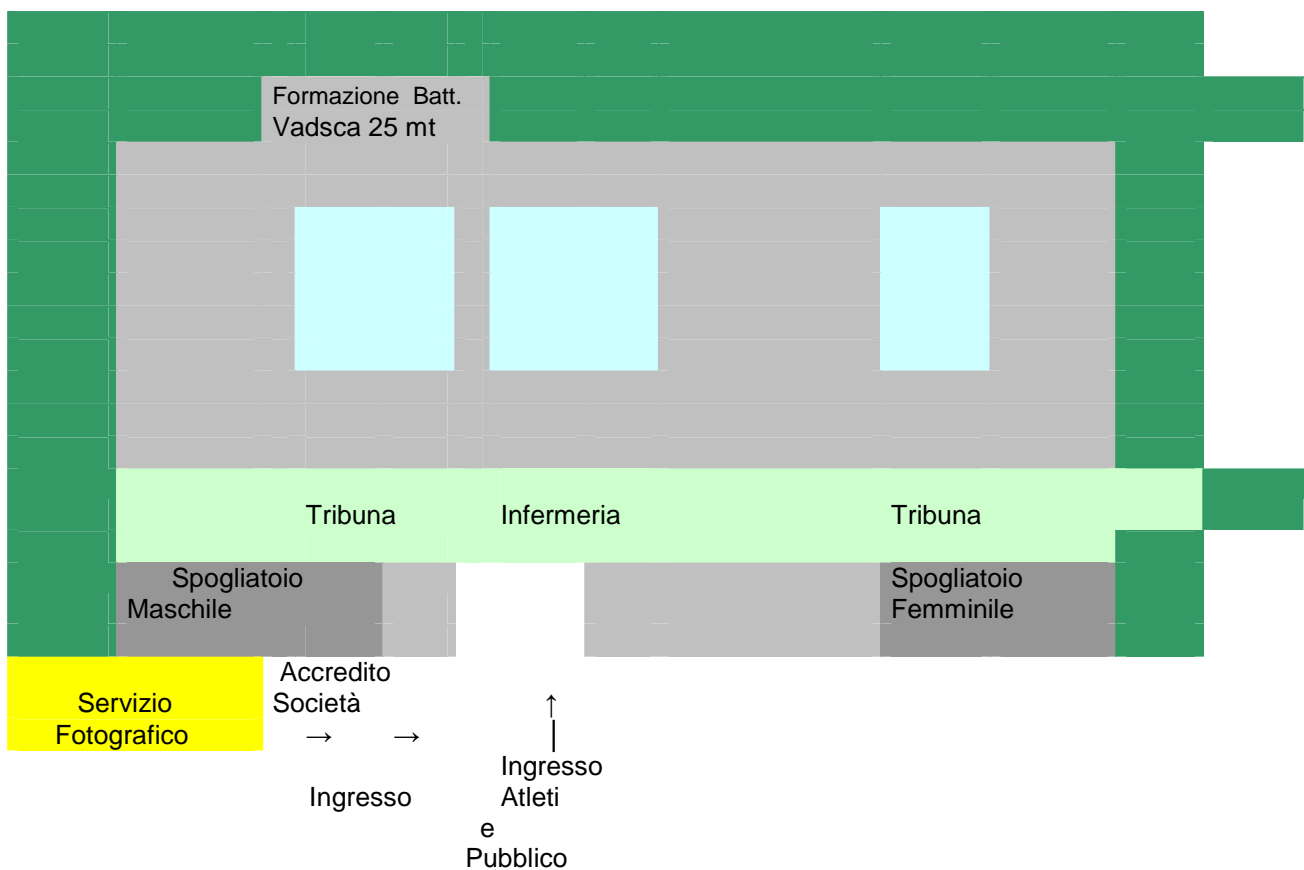 Formazione Batt.
Vadsca 25 mt
Tribuna
Infermeria
Tribuna
Spogliatoio
Maschile
Spogliatoio
Femminile
Accredito
Società
Servizio
Fotografico
→ →
↑
Ingresso
Ingresso
Atleti
e
Pubblico